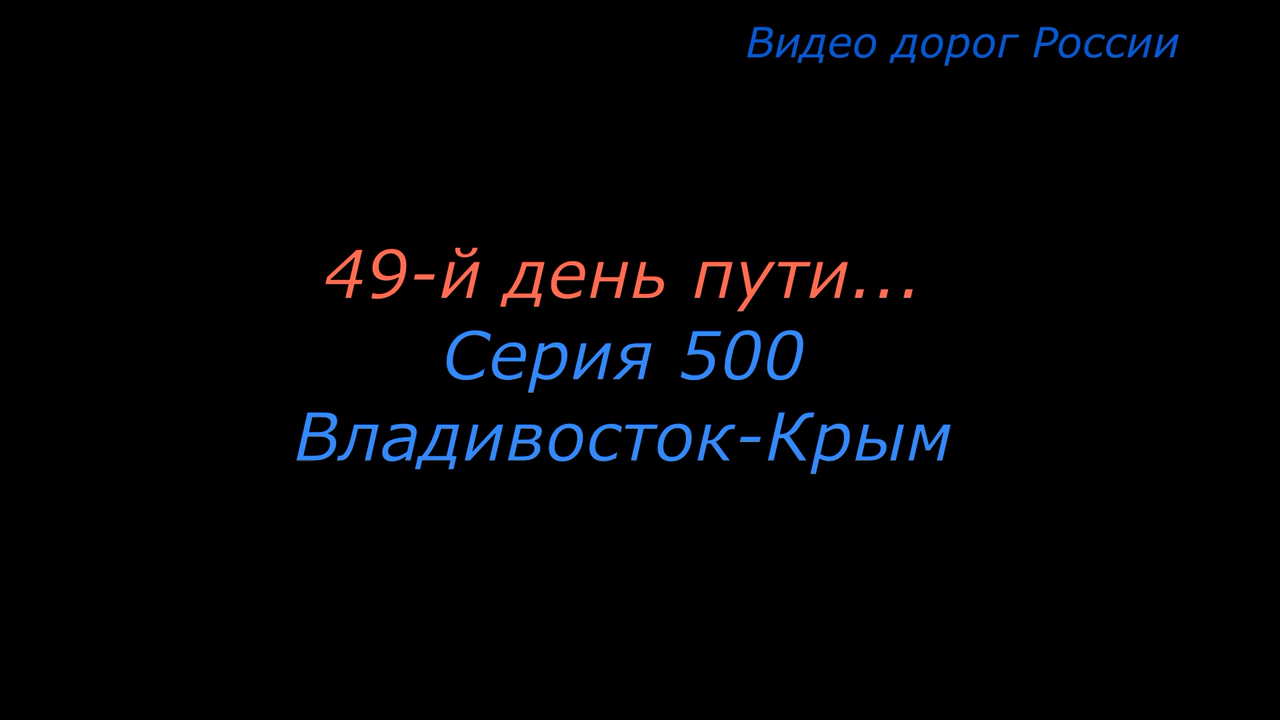 Видео дорог России
49-й день пути...
Серия 500
Владивосток-Крым